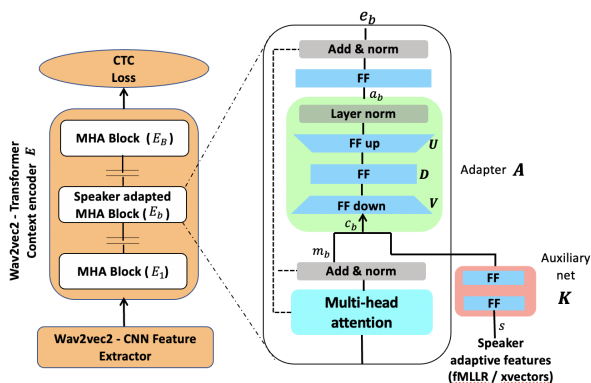 CTC
Loss
MHA Block (E_B)
Speaker adapted
MHA Block (E_b)
MHA Block (E_1)
Wav2vec2 - Transformer
Context encoder E
Wav2vec2 - CNN Feature
Extractor
e_b
Add & norm
FF
a_b
Layer norm
FF up
U
FF
D
FF down
V
c_b
m_b
Add & norm
Multi-head
attention
Adapter A
Auxiliary
net
K
FF
FF
s
Speaker
adaptive features
(fMLLR / xvectors)